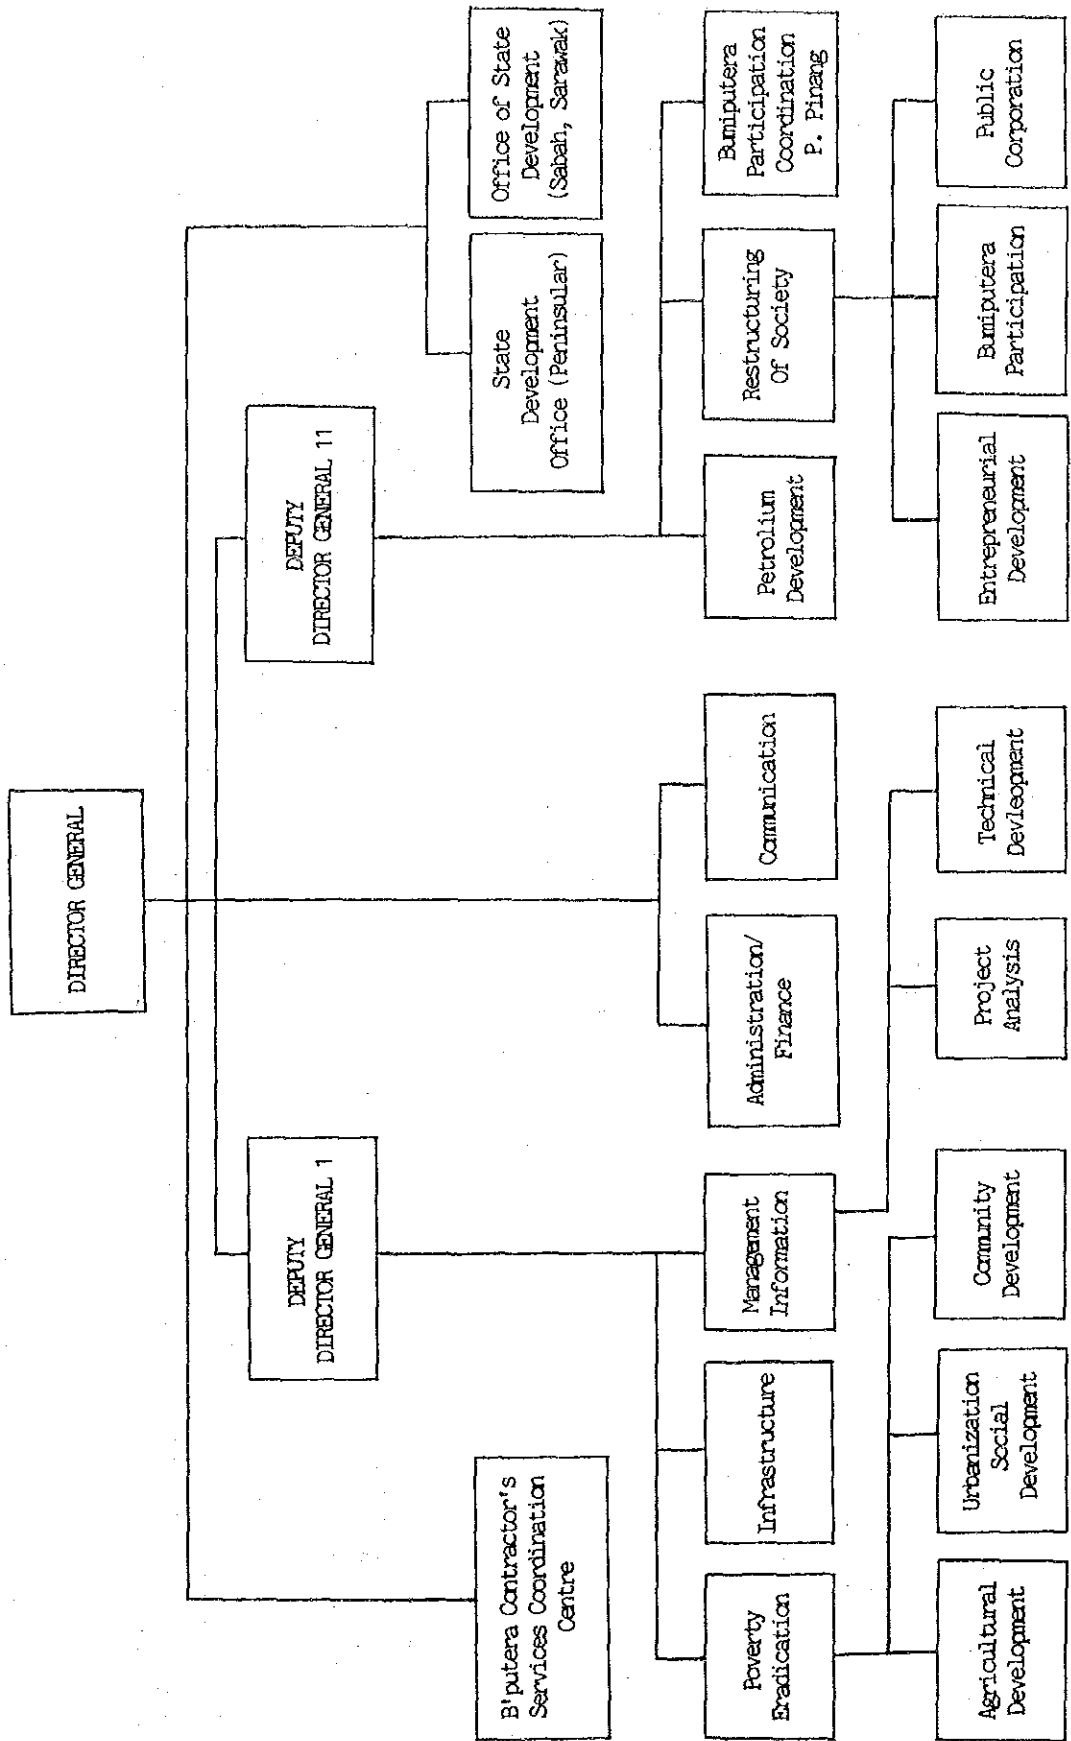 DIRECTOR GENERAL
DEPUTY
DIRECTOR GENERAL 1
DEPUTY
DIRECTOR GENERAL 11
B'putera Contractor's
Services Coordination
Centre
State
Development
Office (Peninsular)
Office of State
Development
(Sabah, Sarawak)
Poverty
Eradication
Infrastructure
Management
Information
Administration/
Finance
Communication
Petrolium
Development
Restructuring
Of Society
Bumiputera
Participation
Coordination
P. Pinang
Agricultural
Development
Urbanization
Social
Development
Community
Development
Project
Analysis
Technical
Devleopment
Entrepreneurial
Development
Bumiputera
Participation
Public
Corporation